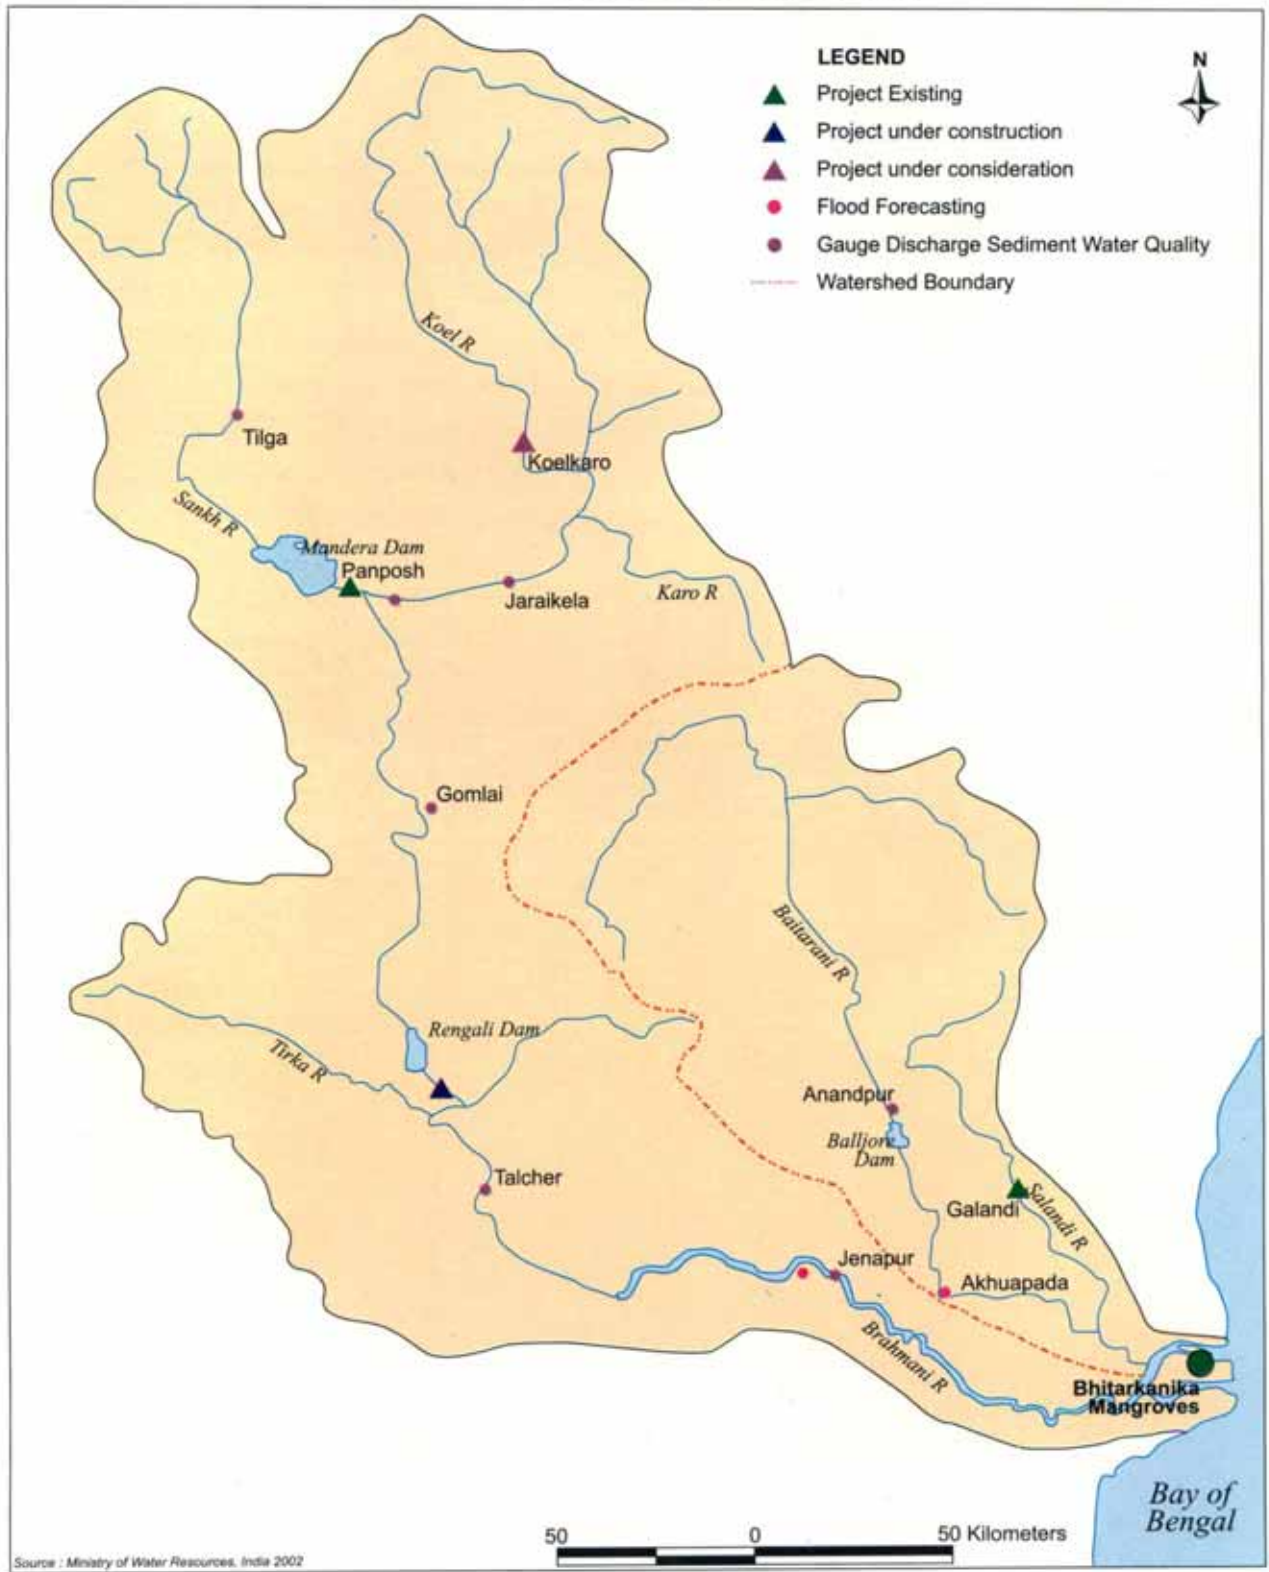 LEGEND
N
Project Existing
Project under construction
Project under consideration
Flood Forecasting
Gauge Discharge Sediment Water Quality
Watershed Boundary
Koel R
Tilga
Koelkaro
Sankh R
Mandera Dam
Panposh
Jaraikela
Karo R
Gomlai
Baitarani R
Rengali Dam
Tirka R
Anandpur
Balljore
Dam
Talcher
Galandi
Salandi R
Jenapur
Akhuapada
Brahmani R
Bhitarkanika
Mangroves
Bay of
Bengal
50 0 50 Kilometers
Source : Ministry of Water Resources, India 2002